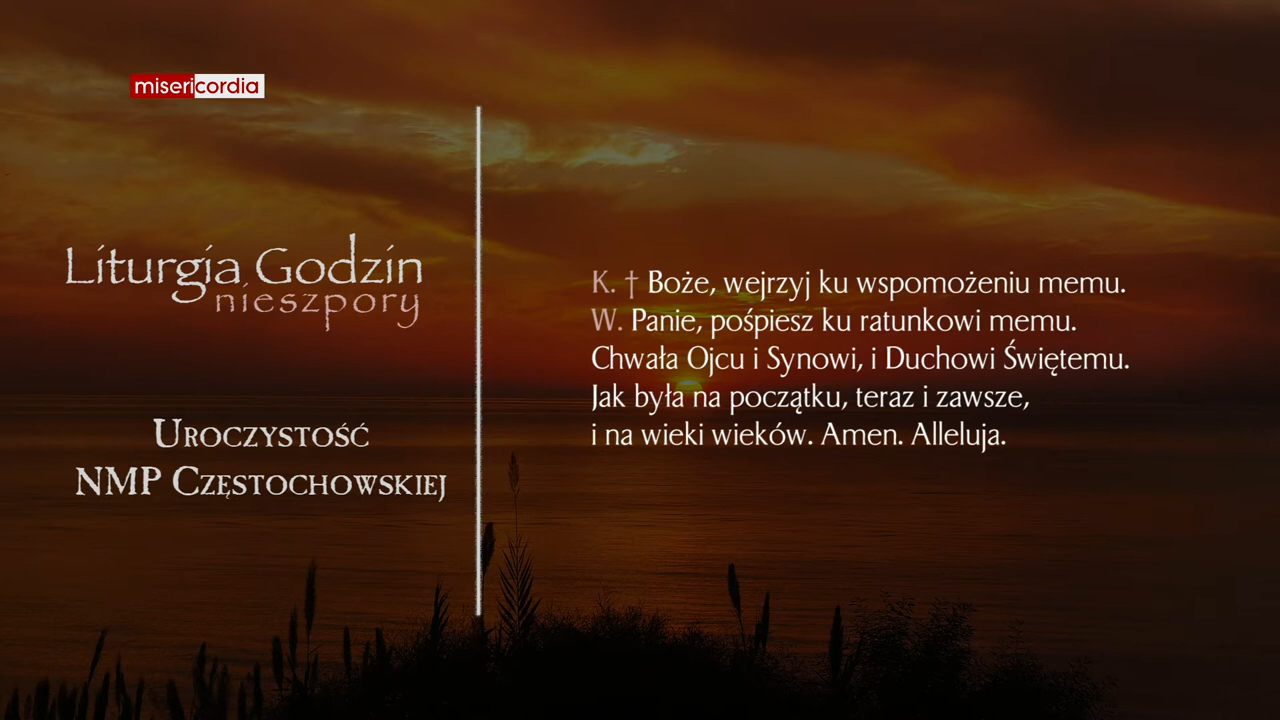 misericordia
Liturgia Godzin
nieszpory
Uroczystość
NMP Częstochowskiej
K. † Boże, wejrzyj ku wspomożeniu memu.
W. Panie, pośpiesz ku ratunkowi memu.
Chwała Ojcu i Synowi, i Duchowi Świętemu.
Jak była na początku, teraz i zawsze,
i na wieki wieków. Amen. Alleluja.